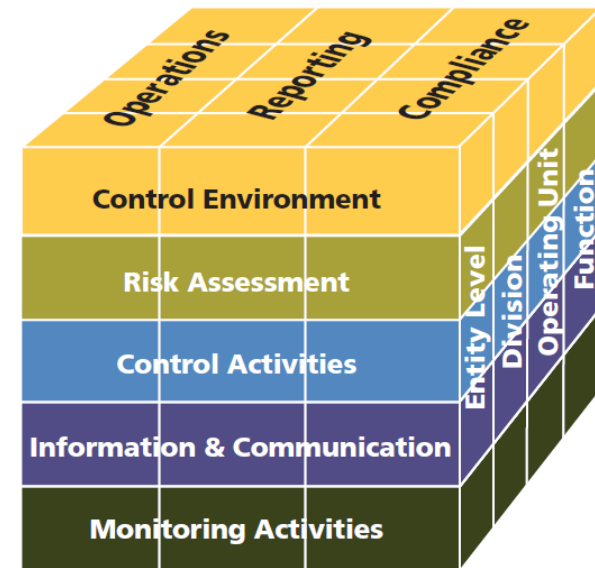 Operations
Reporting
Compliance
Control Environment
Risk Assessment
Control Activities
Information & Communication
Monitoring Activities
Entity Level
Division
Operating Unit
Function